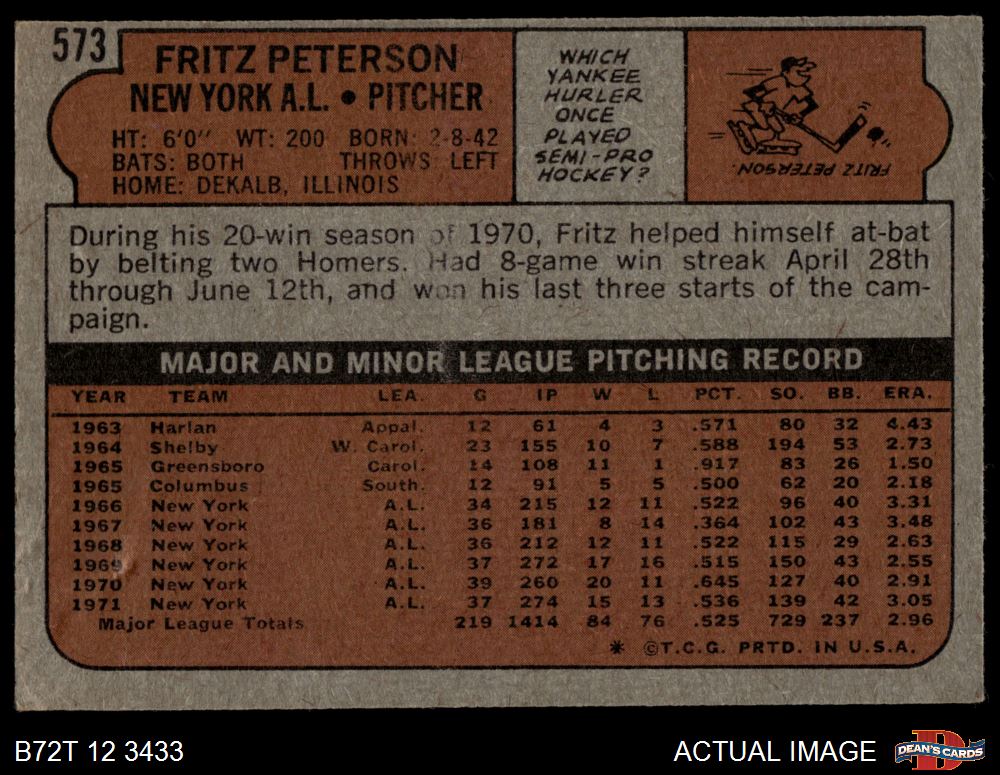 573
FRITZ PETERSON
NEW YORK A.L. • PITCHER
HT: 6'0" WT: 200 BORN: 2-8-42
BATS: BOTH THROWS: LEFT
HOME: DEKALB, ILLINOIS
WHICH
YANKEE
HURLER
ONCE
PLAYED
SEMI-PRO
HOCKEY?
FRITZ PETERSON.
During his 20-win season of 1970, Fritz helped himself at-bat
by belting two Homers. Had 8-game win streak April 28th
through June 12th, and won his last three starts of the cam-
paign.
MAJOR AND MINOR LEAGUE PITCHING RECORD
YEAR TEAM LEA. G IP W L PCT. SO. BB. ERA.
1963 Harlan Appal. 12 61 4 3 .571 80 32 4.43
1964 Shelby W. Carol. 23 155 10 7 .588 194 53 2.73
1965 Greensboro Carol. 14 108 11 1 .917 83 26 1.50
1965 Columbus South. 12 91 5 5 .500 62 20 2.18
1966 New York A.L. 34 215 12 11 .522 96 40 3.31
1967 New York A.L. 36 181 8 14 .364 102 43 3.48
1968 New York A.L. 36 212 12 11 .522 115 29 2.63
1969 New York A.L. 37 272 17 16 .515 150 43 2.55
1970 New York A.L. 39 260 20 11 .645 127 40 2.91
1971 New York A.L. 37 274 15 13 .536 139 42 3.05
Major League Totals 219 1414 84 76 .525 729 237 2.96
* ©T.C.G. PRTD. IN U.S.A.
B72T 12 3433
ACTUAL IMAGE
DEAN'S CARDS